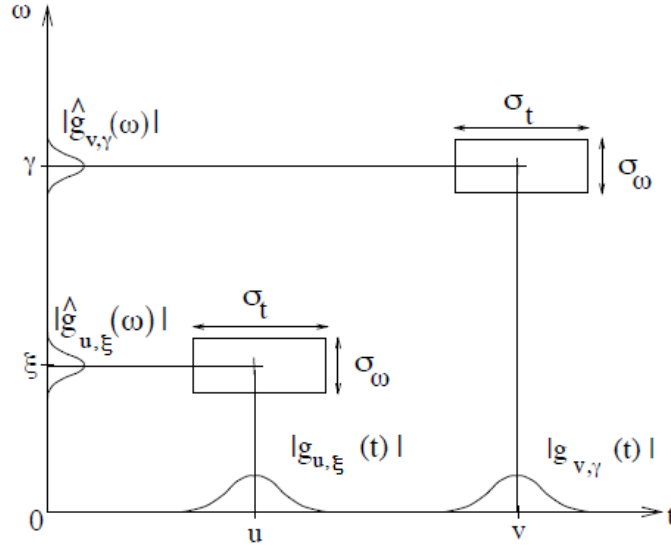 ω
|ĝ_{v,γ}(ω)|
σ_t
γ
σ_ω
|ĝ_{u,ξ}(ω)|
σ_t
ξ
σ_ω
|g_{u,ξ}(t)|
|g_{v,γ}(t)|
0
u
v
t